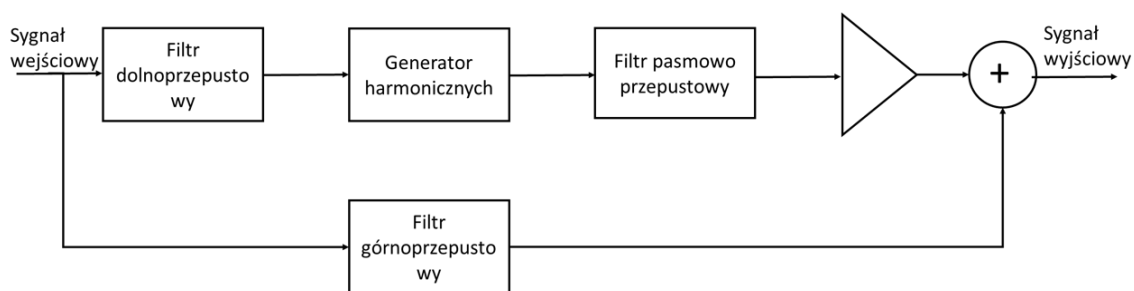 Sygnał
wejściowy
Filtr
dolnoprzepusto
wy
Generator
harmonicznych
Filtr pasmowo
przepustowy
+
Sygnał
wyjściowy
Filtr
górnoprzepusto
wy